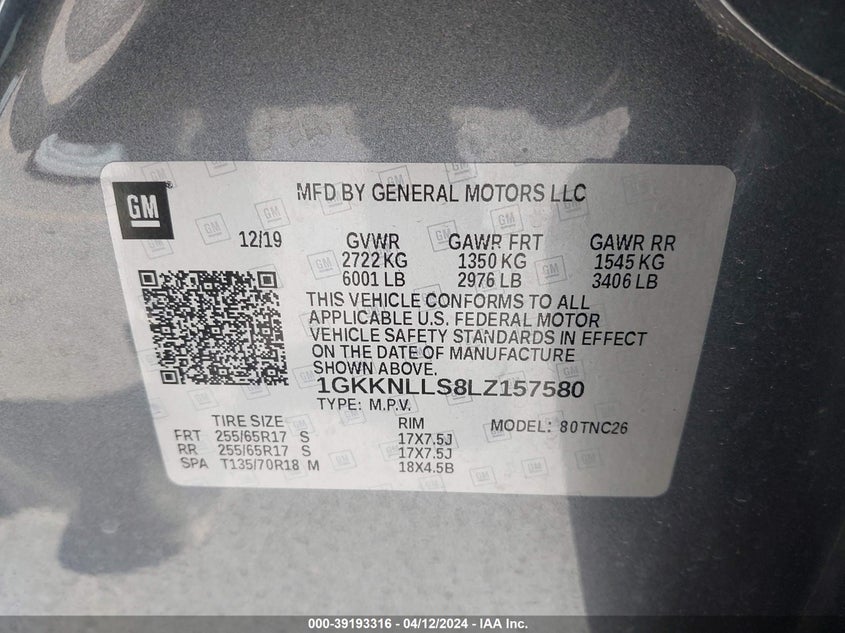 GM
MFD BY GENERAL MOTORS LLC
12/19 GVWR GAWR FRT GAWR RR
2722 KG 1350 KG 1545 KG
6001 LB 2976 LB 3406 LB
THIS VEHICLE CONFORMS TO ALL
APPLICABLE U.S. FEDERAL MOTOR
VEHICLE SAFETY STANDARDS IN EFFECT
ON THE DATE OF MANUFACTURE
SHOWN ABOVE.
1GKKNLLS8LZ157580
TYPE: M.P.V.
TIRE SIZE RIM MODEL: 80TNC26
FRT 255/65R17 S 17X7.5J
RR 255/65R17 S 17X7.5J
SPA T135/70R18 M 18X4.5B
000-39193316 - 04/12/2024 - IAA Inc.